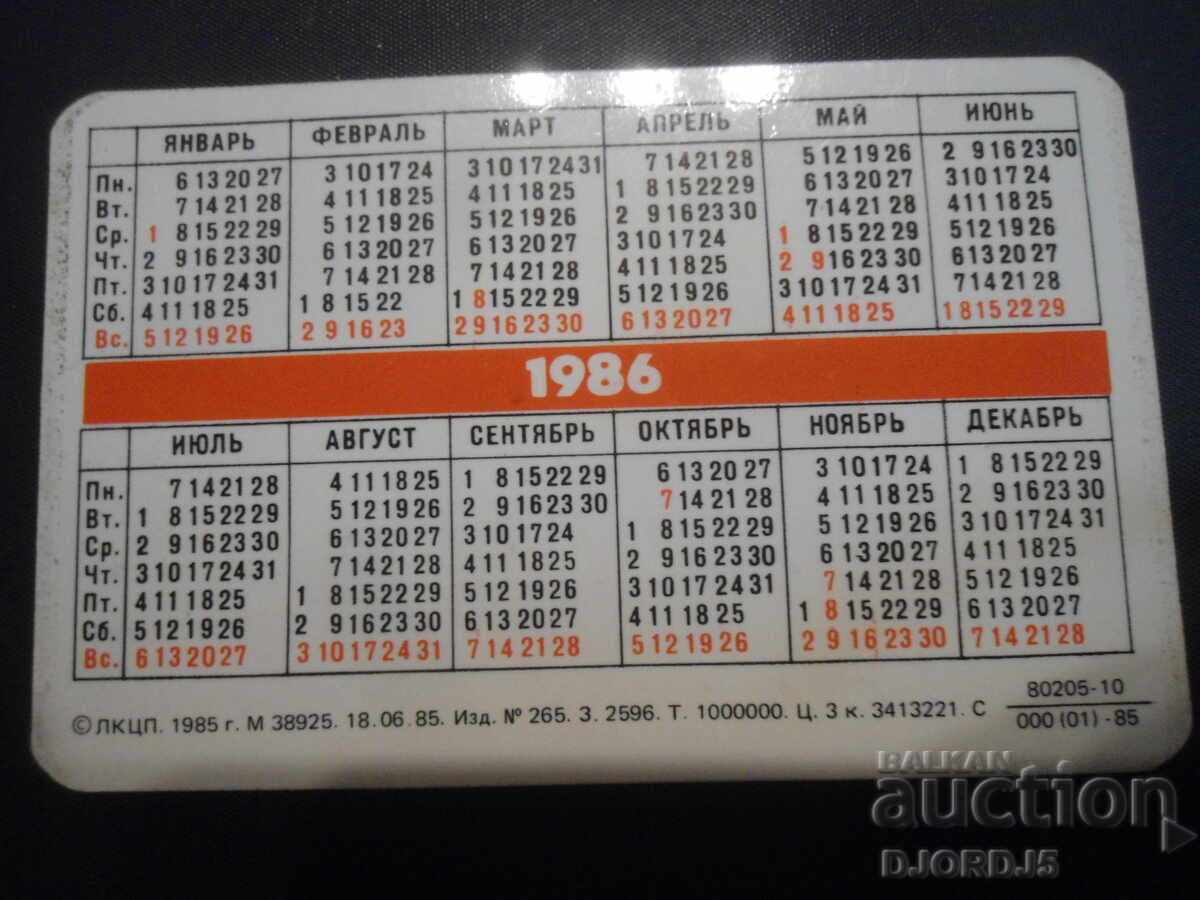 ЯНВАРЬ ФЕВРАЛЬ МАРТ АПРЕЛЬ МАЙ ИЮНЬ
Пн. 6 13 20 27 3 10 17 24 3 10 17 24 31 7 14 21 28 5 12 19 26 2 9 16 23 30
Вт. 7 14 21 28 4 11 18 25 4 11 18 25 1 8 15 22 29 6 13 20 27 3 10 17 24
Ср. 1 8 15 22 29 5 12 19 26 5 12 19 26 2 9 16 23 30 7 14 21 28 4 11 18 25
Чт. 2 9 16 23 30 6 13 20 27 6 13 20 27 3 10 17 24 1 8 15 22 29 5 12 19 26
Пт. 3 10 17 24 31 7 14 21 28 7 14 21 28 4 11 18 25 2 9 16 23 30 6 13 20 27
Сб. 4 11 18 25 1 8 15 22 1 8 15 22 29 5 12 19 26 3 10 17 24 31 7 14 21 28
Вс. 5 12 19 26 2 9 16 23 2 9 16 23 30 6 13 20 27 4 11 18 25 1 8 15 22 29
1986
ИЮЛЬ АВГУСТ СЕНТЯБРЬ ОКТЯБРЬ НОЯБРЬ ДЕКАБРЬ
Пн. 7 14 21 28 4 11 18 25 1 8 15 22 29 6 13 20 27 3 10 17 24 1 8 15 22 29
Вт. 1 8 15 22 29 5 12 19 26 2 9 16 23 30 7 14 21 28 4 11 18 25 2 9 16 23 30
Ср. 2 9 16 23 30 6 13 20 27 3 10 17 24 1 8 15 22 29 5 12 19 26 3 10 17 24 31
Чт. 3 10 17 24 31 7 14 21 28 4 11 18 25 2 9 16 23 30 6 13 20 27 4 11 18 25
Пт. 4 11 18 25 1 8 15 22 29 5 12 19 26 3 10 17 24 31 7 14 21 28 5 12 19 26
Сб. 5 12 19 26 2 9 16 23 30 6 13 20 27 4 11 18 25 1 8 15 22 29 6 13 20 27
Вс. 6 13 20 27 3 10 17 24 31 7 14 21 28 5 12 19 26 2 9 16 23 30 7 14 21 28
©ЛКЦП. 1985 г. М 38925. 18.06.85. Изд. № 265. З. 2596. Т. 1000000. Ц. 3 к. 3413221. С
80205-10
000 (01) -85
BALKAN
auction
DJORDJ5